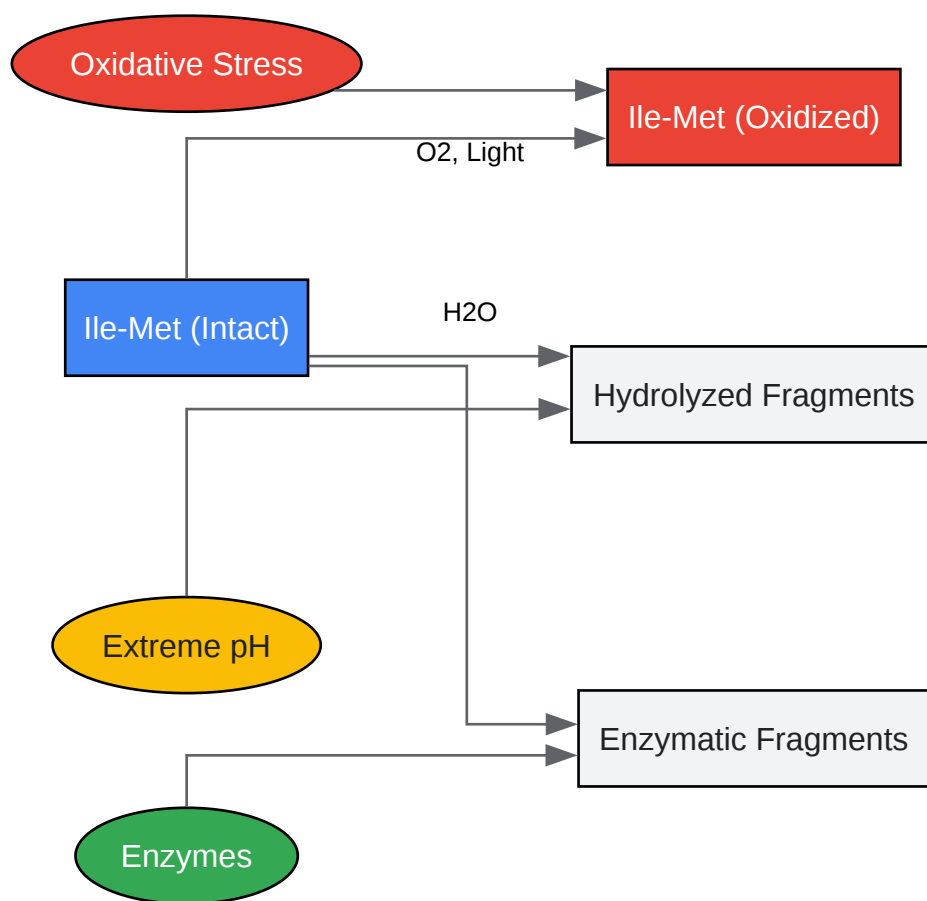 Oxidative Stress
Ile-Met (Oxidized)
O2, Light
Ile-Met (Intact)
H2O
Hydrolyzed Fragments
Extreme pH
Enzymatic Fragments
Enzymes